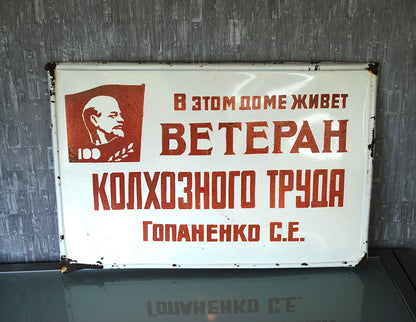 В ЭТОМ ДОМЕ ЖИВЕТ
ВЕТЕРАН
КОЛХОЗНОГО ТРУДА
ГОПАНЕНКО С.Е.
100